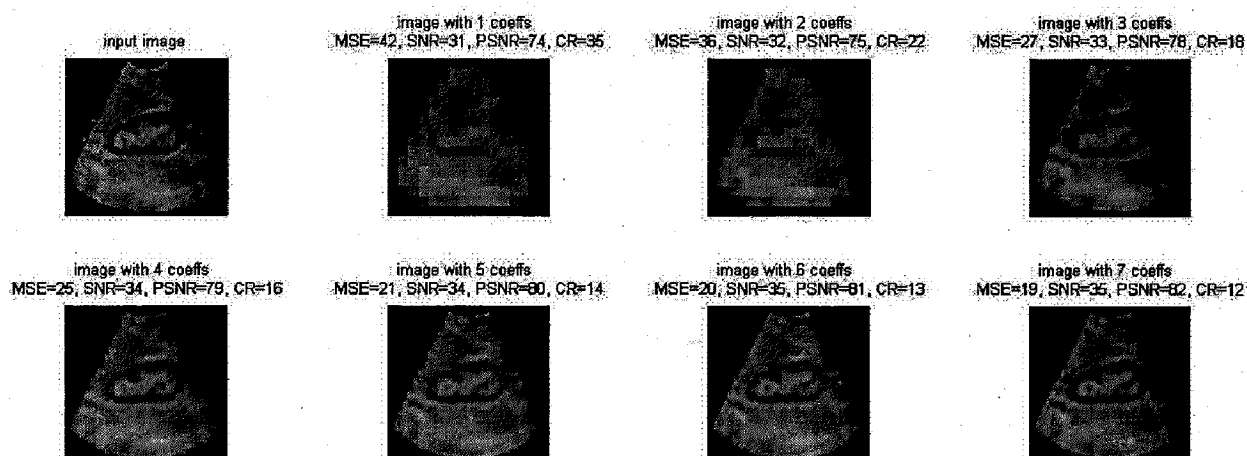 input image
image with 1 coeffs
MSE=42, SNR=31, PSNR=74, CR=35
image with 2 coeffs
MSE=36, SNR=32, PSNR=75, CR=22
image with 3 coeffs
MSE=27, SNR=33, PSNR=78, CR=18
image with 4 coeffs
MSE=25, SNR=34, PSNR=79, CR=16
image with 5 coeffs
MSE=21, SNR=34, PSNR=80, CR=14
image with 6 coeffs
MSE=20, SNR=35, PSNR=81, CR=13
image with 7 coeffs
MSE=19, SNR=35, PSNR=82, CR=12